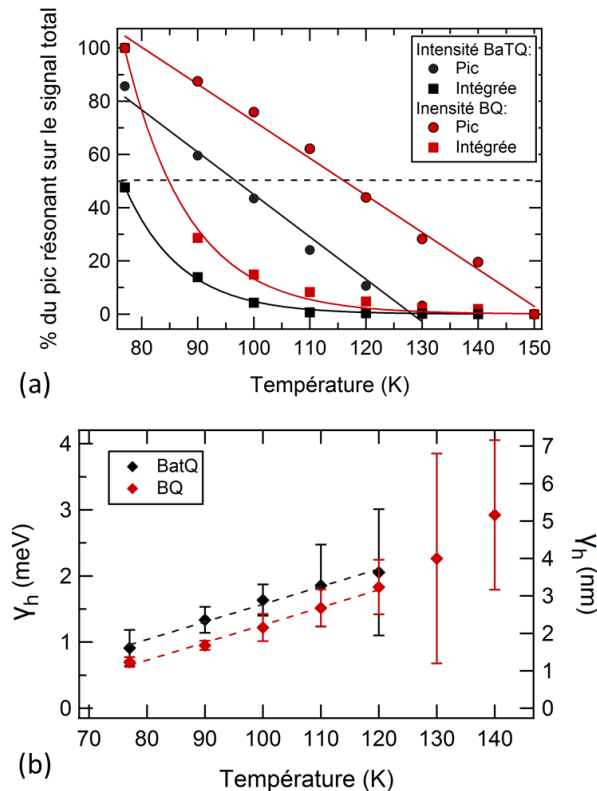 % du pic résonant sur le signal total
100
80
60
40
20
0
Intensité BaTQ:
Pic
Intégrée
Inensité BQ:
Pic
Intégrée
80 90 100 110 120 130 140 150
Température (K)
(a)
γh (meV)
4
3
2
1
0
BatQ
BQ
7
6
5
4
3
2
1
0
γh (nm)
70 80 90 100 110 120 130 140
Température (K)
(b)